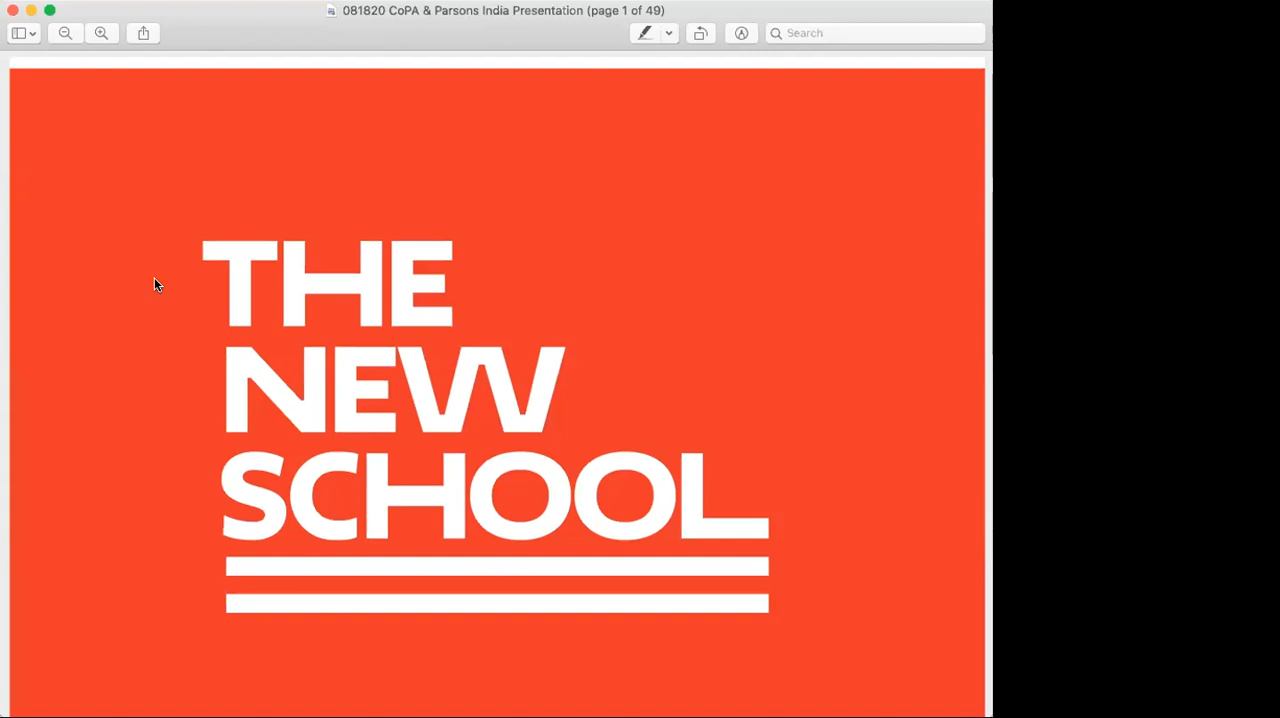 081820 CoPA & Parsons India Presentation (page 1 of 49)
Search
THE
NEW
SCHOOL